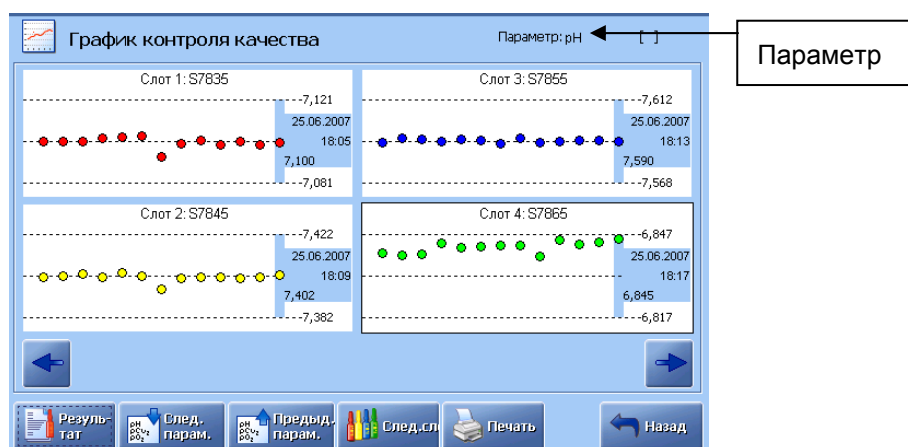 График контроля качества
Параметр: pH
[ ]
Параметр
Слот 1: S7835
7,121
25.06.2007
18:05
7,100
7,081
Слот 3: S7855
7,612
25.06.2007
18:13
7,590
7,568
Слот 2: S7845
7,422
25.06.2007
18:09
7,402
7,382
Слот 4: S7865
6,847
25.06.2007
18:17
6,845
6,817
Резуль-
тат
След.
парам.
Предыд.
парам.
След.сл
Печать
Назад